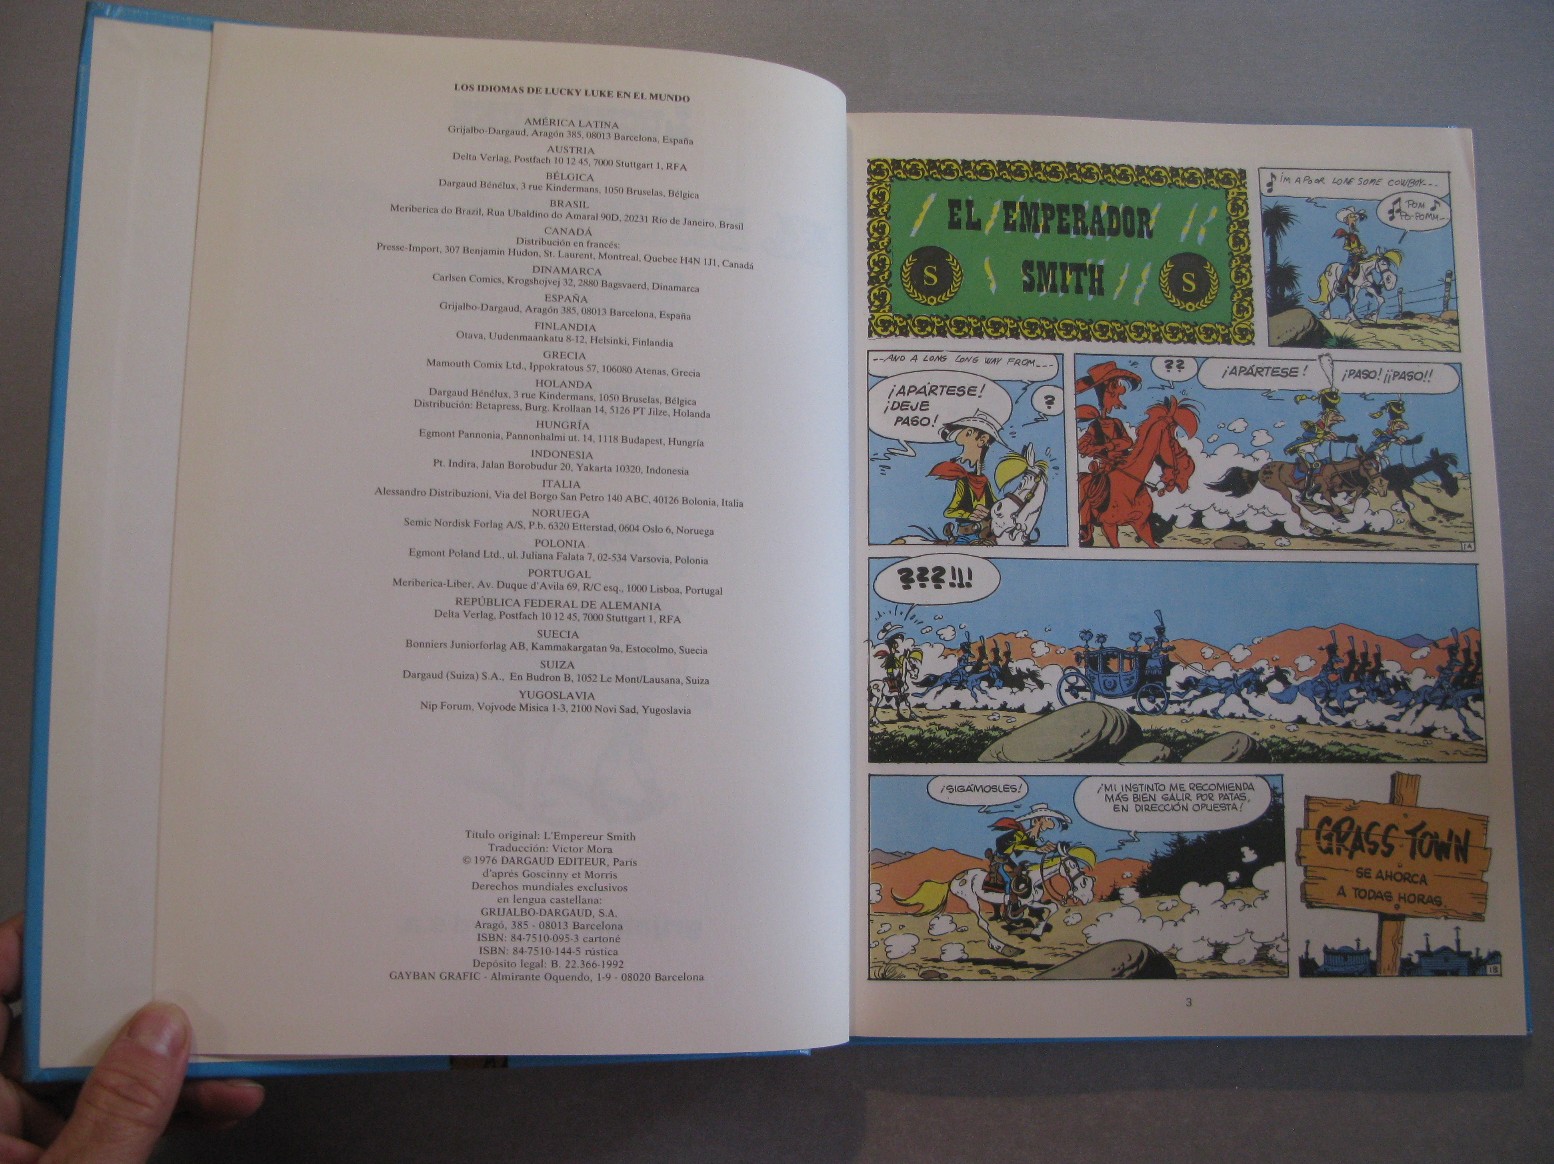 LOS IDIOMAS DE LUCKY LUKE EN EL MUNDO
AMÉRICA LATINA
Grijalbo-Dargaud, Aragón 385, 08013 Barcelona, España
AUSTRIA
Delta Verlag, Postfach 10 12 45, 7000 Stuttgart 1, RFA
BÉLGICA
Dargaud Bénélux, 3 rue Kindermans, 1050 Bruselas, Bélgica
BRASIL
Meriberica do Brazil, Rua Ubaldino do Amaral 90D, 20231 Rio de Janeiro, Brasil
CANADÁ
Distribución en francés:
Presse-Import, 307 Benjamin Hudon, St. Laurent, Montreal, Quebec H4N 1J1, Canadá
DINAMARCA
Carlsen Comics, Krogshojvej 32, 2880 Bagsvaerd, Dinamarca
ESPAÑA
Grijalbo-Dargaud, Aragón 385, 08013 Barcelona, España
FINLANDIA
Otava, Uudenmaankatu 8-12, Helsinki, Finlandia
GRECIA
Mamouth Comix Ltd., Ippokratous 57, 106080 Atenas, Grecia
HOLANDA
Dargaud Bénélux, 3 rue Kindermans, 1050 Bruselas, Bélgica
Distribución: Betapress, Burg. Krollaan 14, 5126 PT Jilze, Holanda
HUNGRÍA
Egmont Pannonia, Pannonhalmi ut. 14, 1118 Budapest, Hungría
INDONESIA
Pt. Indira, Jalan Borobudur 20, Yakarta 10320, Indonesia
ITALIA
Alessandro Distribuzioni, Via del Borgo San Petro 140 ABC, 40126 Bolonia, Italia
NORUEGA
Semic Nordisk Forlag A/S, P.b. 6320 Etterstad, 0604 Oslo 6, Noruega
POLONIA
Egmont Poland Ltd., ul. Juliana Falata 7, 02-534 Varsovia, Polonia
PORTUGAL
Meriberica-Liber, Av. Duque d'Avila 69, R/C esq., 1000 Lisboa, Portugal
REPÚBLICA FEDERAL DE ALEMANIA
Delta Verlag, Postfach 10 12 45, 7000 Stuttgart 1, RFA
SUECIA
Bonniers Juniorforlag AB, Kammakargatan 9a, Estocolmo, Suecia
SUIZA
Dargaud (Suiza) S.A., En Budron B, 1052 Le Mont/Lausana, Suiza
YUGOSLAVIA
Nip Forum, Vojvode Misica 1-3, 2100 Novi Sad, Yugoslavia
Título original: L'Empereur Smith
Traducción: Víctor Mora
© 1976 DARGAUD EDITEUR, Paris
d'après Goscinny et Morris
Derechos mundiales exclusivos
en lengua castellana:
GRIJALBO-DARGAUD, S.A.
Aragó, 385 - 08013 Barcelona
ISBN: 84-7510-095-3 cartoné
ISBN: 84-7510-144-5 rústica
Depósito legal: B. 22.366-1992
GAYBAN GRAFIC - Almirante Oquendo, 1-9 - 08020 Barcelona
EL EMPERADOR
SMITH
S
S
I'M A POOR LONESOME COWBOY...
POM
PO-POMM...
...AND A LONG LONG WAY FROM...
¡APÁRTESE!
¡DEJE
PASO!
?
??
¡APÁRTESE!
¡PASO! ¡¡PASO!!
1A
???!!!
¡SIGÁMOSLES!
¡MI INSTINTO ME RECOMIENDA
MÁS BIEN SALIR POR PATAS,
EN DIRECCIÓN OPUESTA!
GRASS TOWN
SE AHORCA
A TODAS HORAS
1B
3